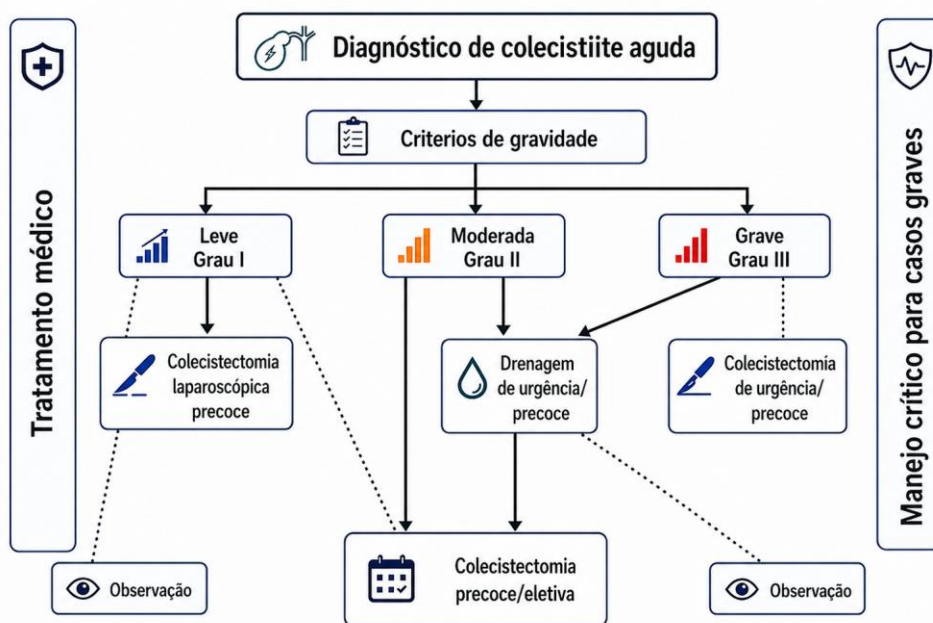 Diagnóstico de colecistiite aguda
Criterios de gravidade
Tratamento médico
Manejo crítico para casos graves
Leve
Grau I
Moderada
Grau II
Grave
Grau III
Colecistectomia
laparoscópica
precoce
Drenagem
de urgência/
precoce
Colecistectomia
de urgência/
precoce
Observação
Colecistectomia
precoce/eletiva
Observação